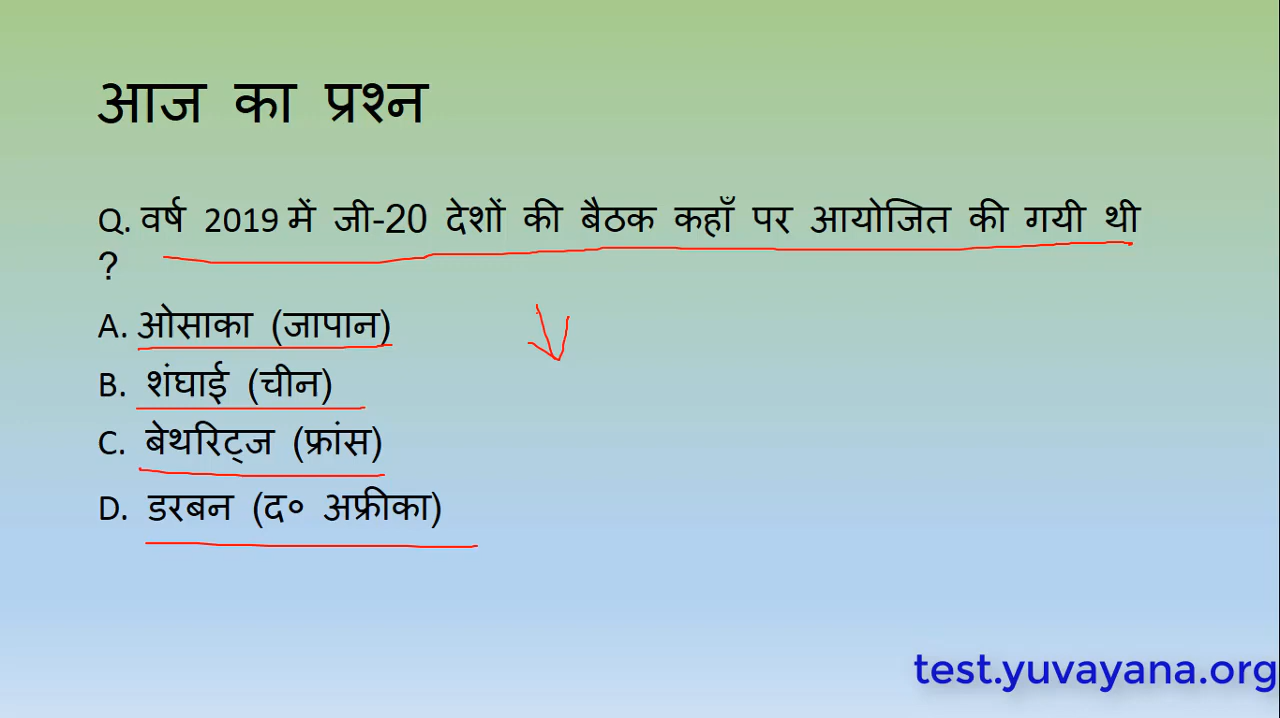 आज का प्रश्न
Q. वर्ष 2019 में जी-20 देशों की बैठक कहाँ पर आयोजित की गयी थी
?
A. ओसाका (जापान)
B. शंघाई (चीन)
C. बेथरिट्ज (फ्रांस)
D. डरबन (द० अफ्रीका)
test.yuvayana.org